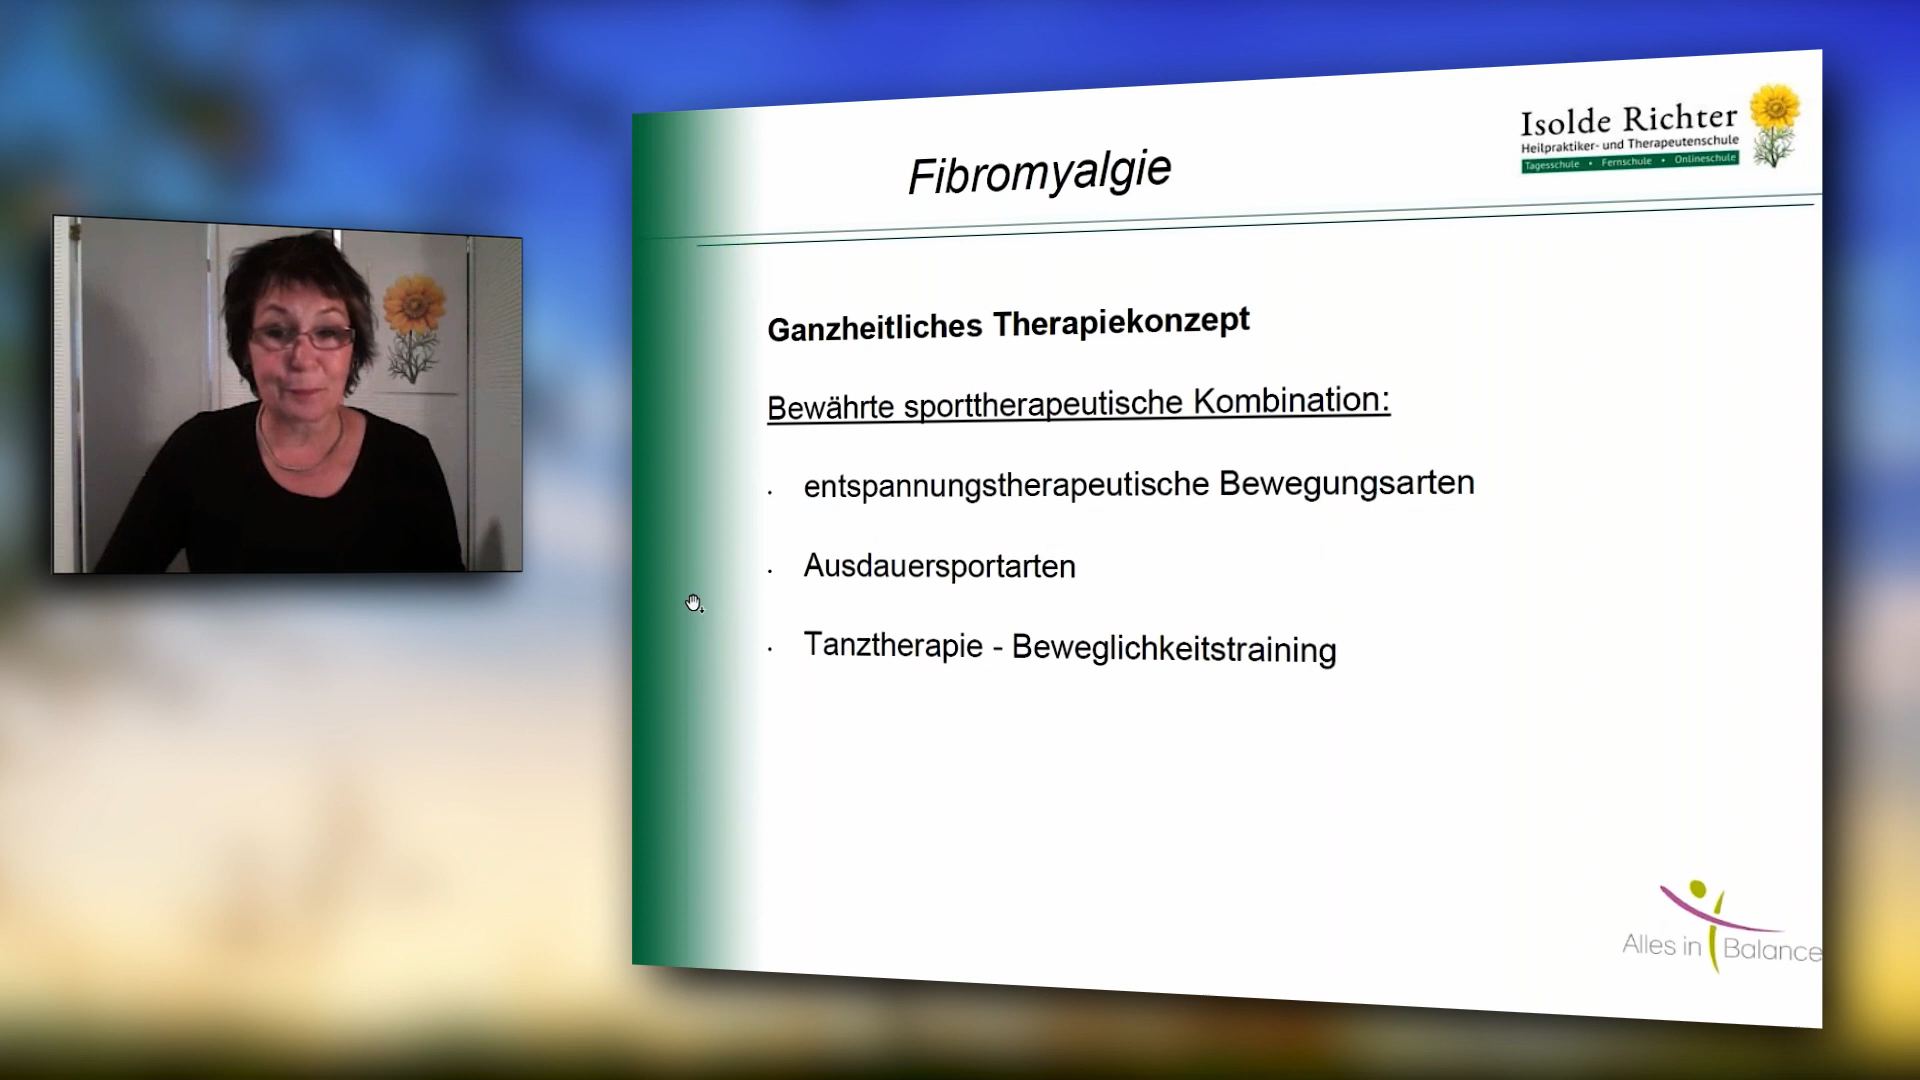 Isolde Richter
Heilpraktiker- und Therapeutenschule
Tagesschule • Fernschule • Onlineschule
Fibromyalgie
Ganzheitliches Therapiekonzept
Bewährte sporttherapeutische Kombination:
· entspannungstherapeutische Bewegungsarten
· Ausdauersportarten
· Tanztherapie - Beweglichkeitstraining
Alles in Balance